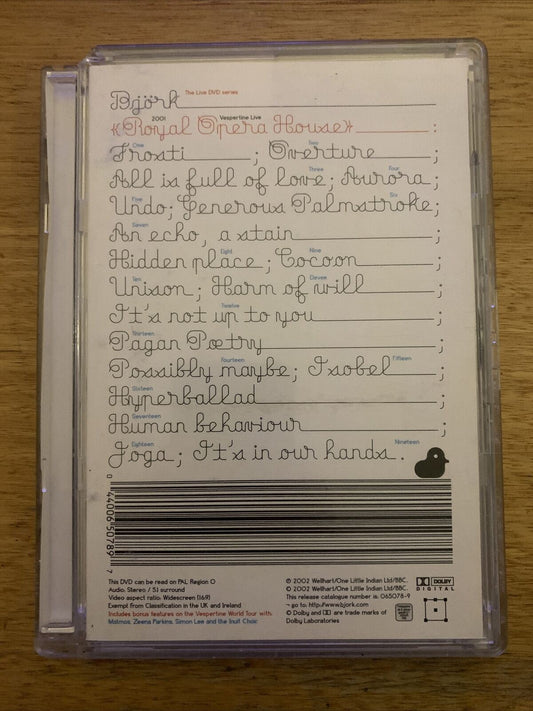 Björk The Live DVD series
2001 Vespertine Live
«Royal Opera House» :
One Two
Frosti ; Overture ;
Three Four
All is full of love; Aurora;
Five Six
Undo; Generous Palmstroke;
Seven
An echo, a stain ;
Eight Nine
Hidden place ; Cocoon ;
Ten Eleven
Unison ; Harm of will ;
Twelve
It's not up to you ;
Thirteen
Pagan Poetry ;
Fourteen Fifteen
Possibly maybe; Isobel ;
Sixteen
Hyperballad ;
Seventeen
Human behaviour ;
Eighteen Nineteen
Joga; It's in our hands.
0 44006 50789 7
This DVD can be read on PAL Region 0
Audio. Stereo / 5.1 surround
Video aspect ratio: Widescreen (16:9)
Exempt from Classification in the UK and Ireland
Includes bonus features on the Vespertine World Tour with
Matmos, Zeena Parkins, Simon Lee and the Inuit Choir
℗ 2002 Wellhart/One Little Indian Ltd/BBC.
© 2002 Wellhart/One Little Indian Ltd/BBC.
This release catalogue number is: 065078-9
¬ go to: http://www.bjork.com
© Dolby and are trade marks of
Dolby Laboratories
DOLBY
DIGITAL